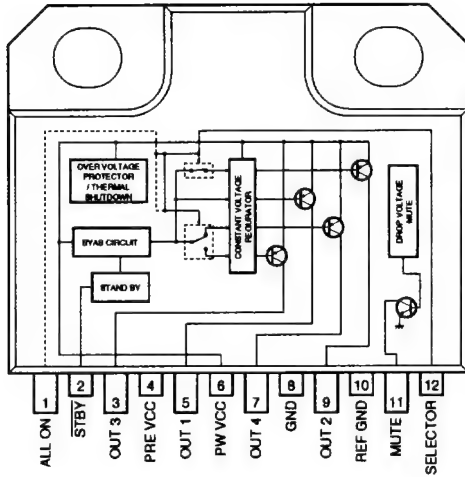 OVER VOLTAGE
PROTECTOR
/ THERMAL
SHUTDOWN
BYAS CIRCUIT
STAND BY
CONSTANT VOLTAGE
REGURATOR
DROP VOLTAGE
MUTE
1 2 3 4 5 6 7 8 9 10 11 12
ALL ON
STBY
OUT 3
PRE VCC
OUT 1
PW VCC
OUT 4
GND
OUT 2
REF GND
MUTE
SELECTOR